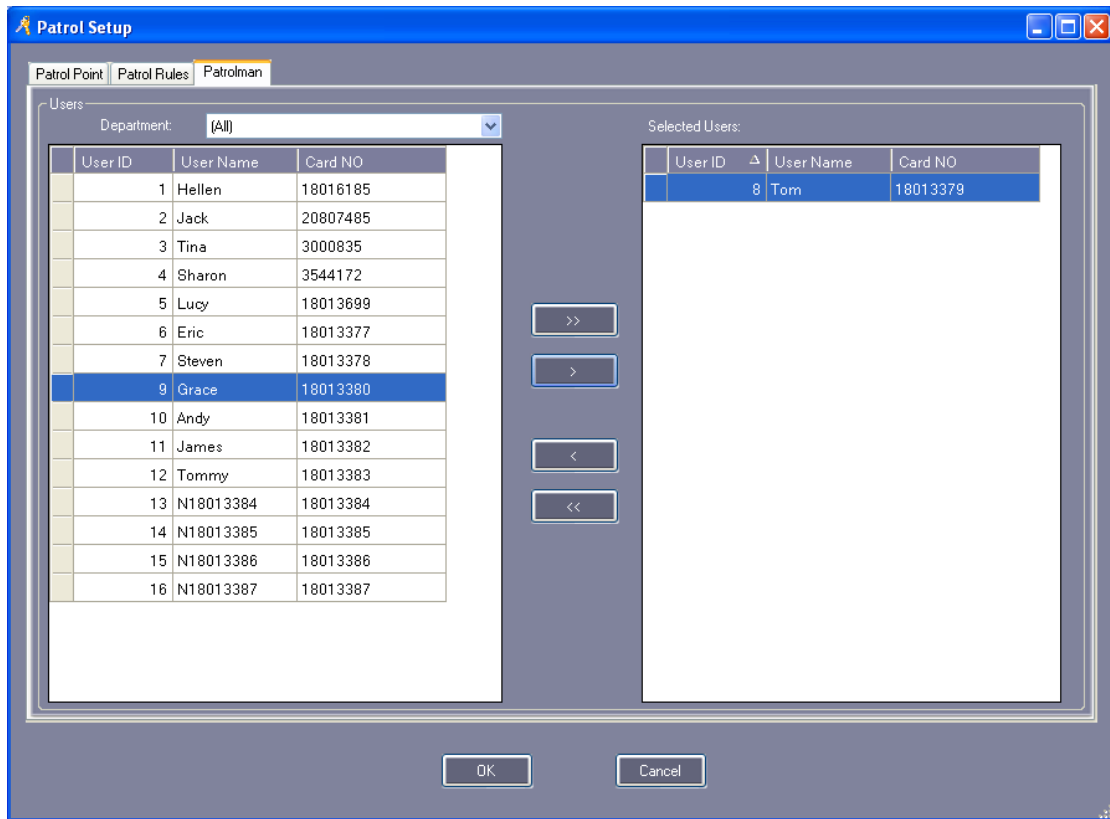 Patrol Setup
Patrol Point Patrol Rules Patrolman
Users
Department: (All) Selected Users:
User ID User Name Card NO
1 Hellen 18016185
2 Jack 20807485
3 Tina 3000835
4 Sharon 3544172
5 Lucy 18013699
6 Eric 18013377
7 Steven 18013378
9 Grace 18013380
10 Andy 18013381
11 James 18013382
12 Tommy 18013383
13 N18013384 18013384
14 N18013385 18013385
15 N18013386 18013386
16 N18013387 18013387
>>
>
<
<<
User ID User Name Card NO
8 Tom 18013379
OK Cancel